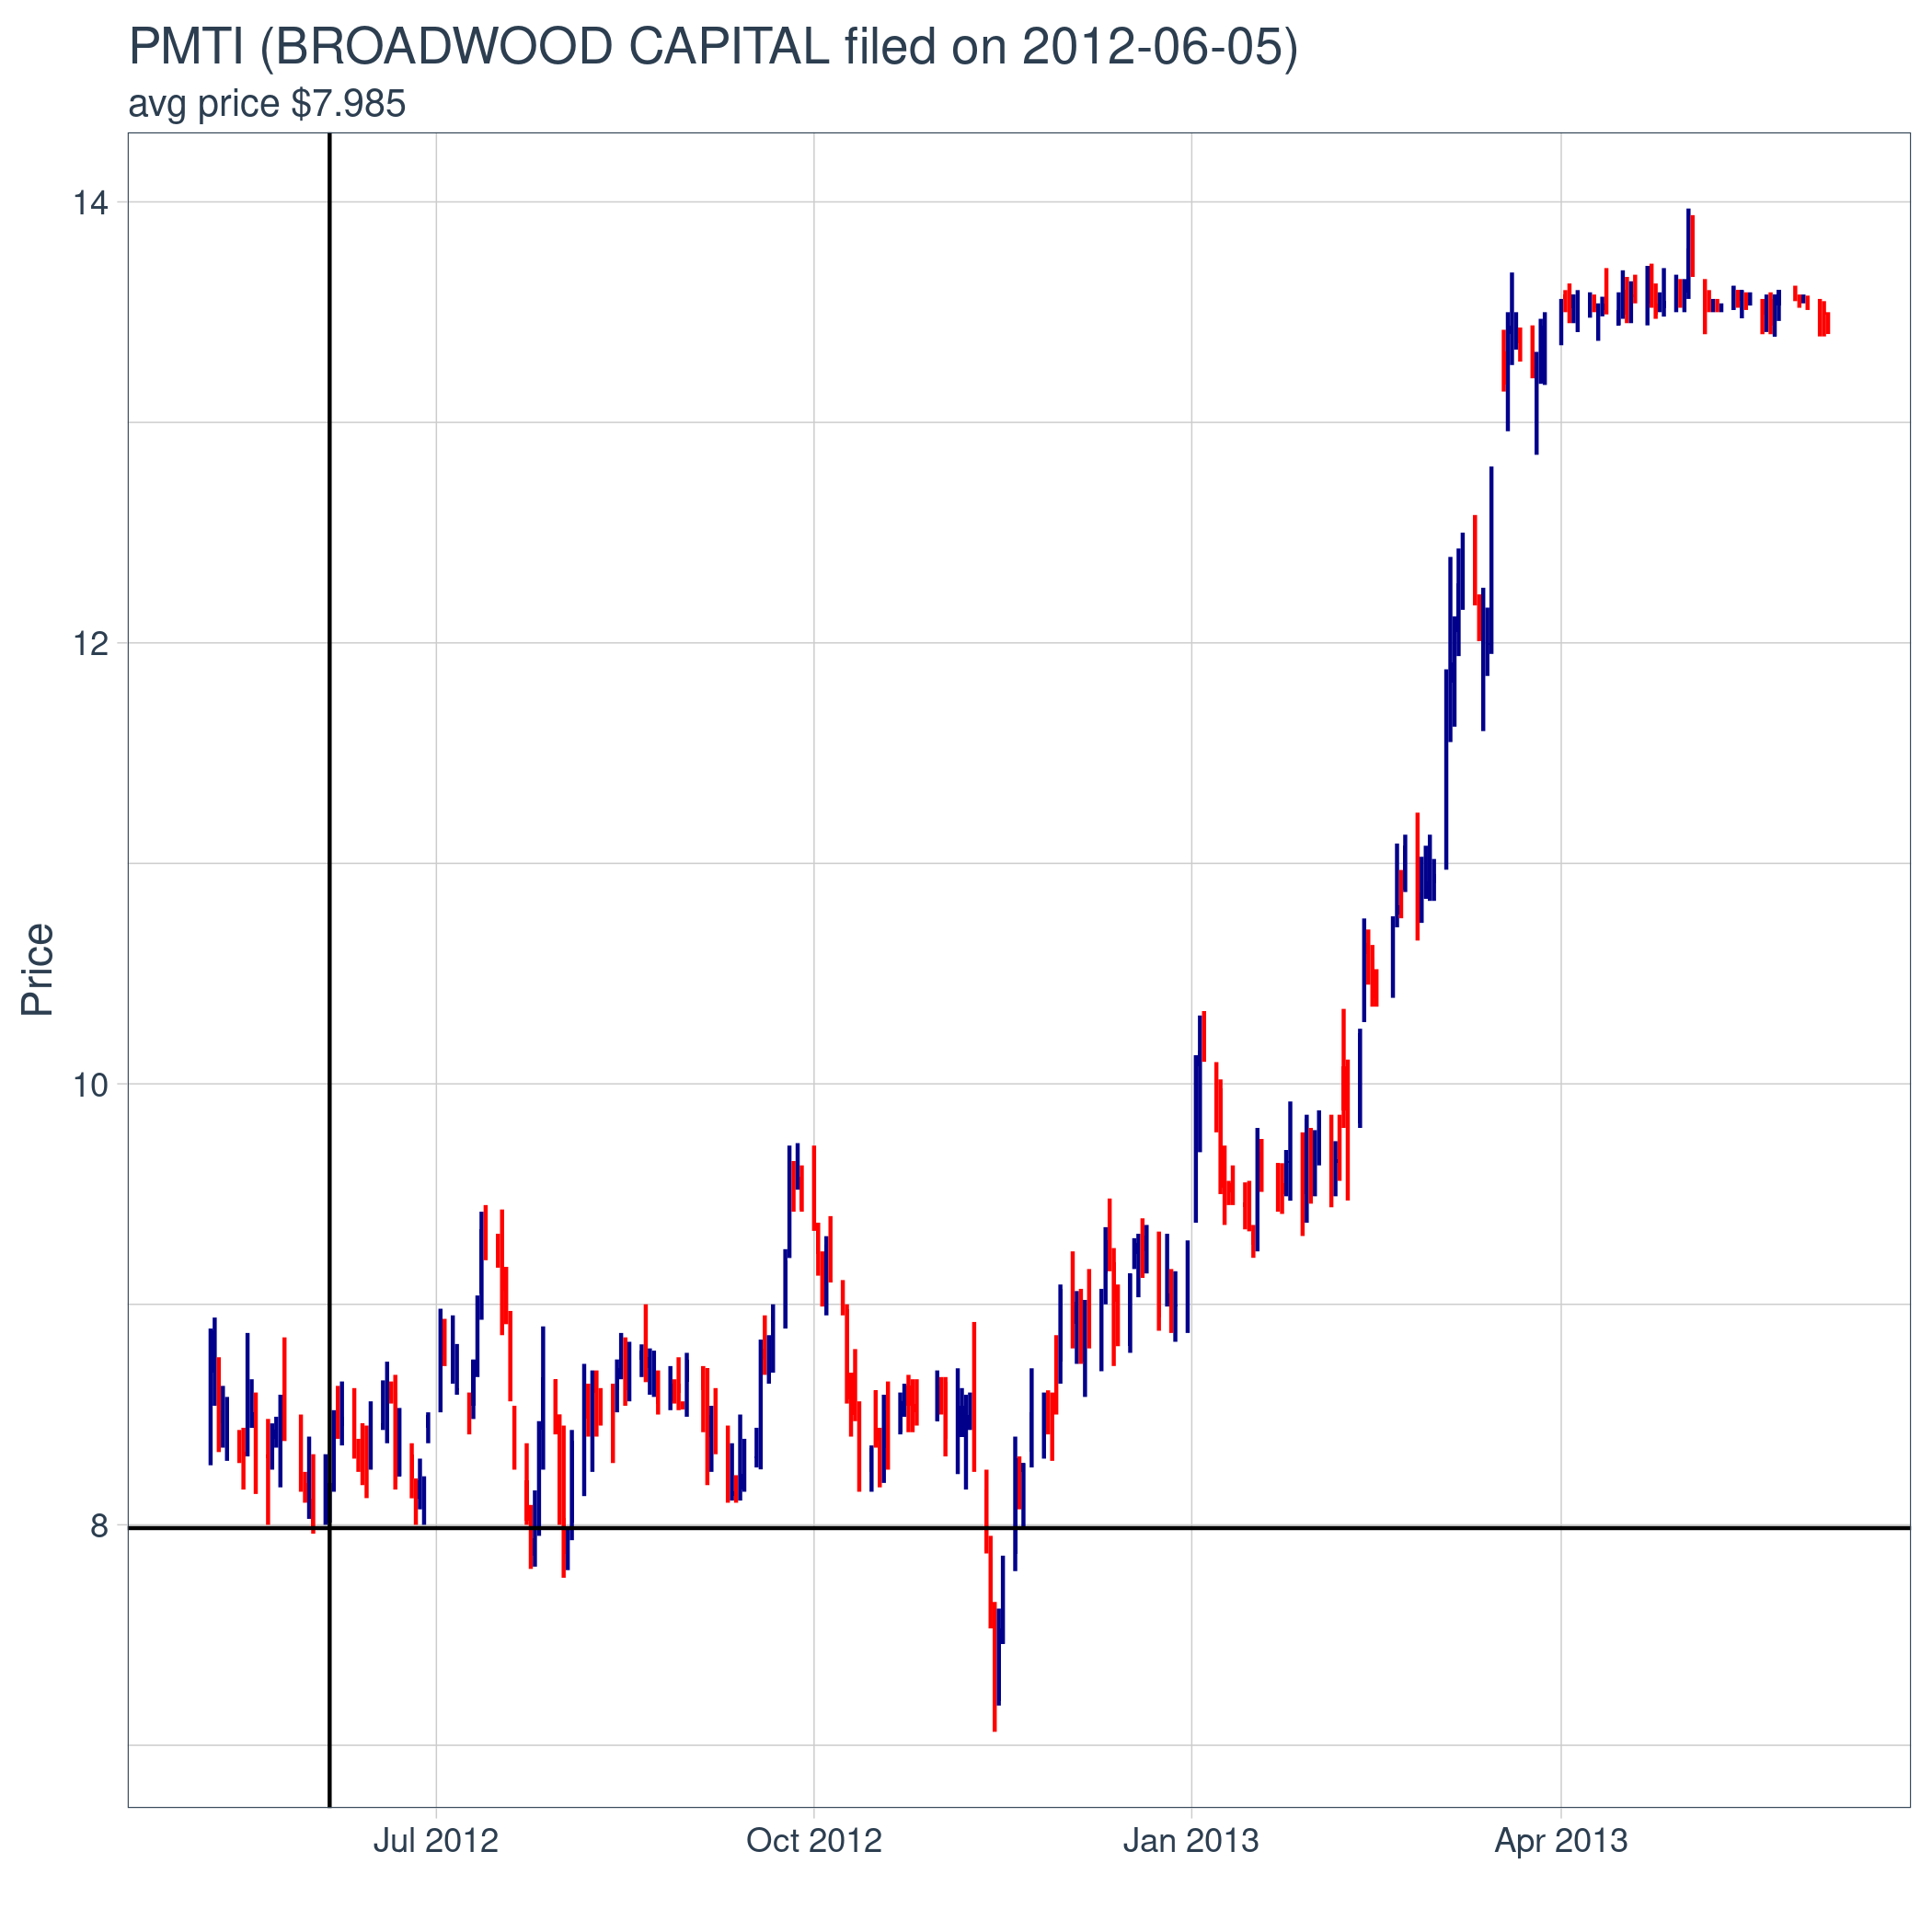 PMTI (BROADWOOD CAPITAL filed on 2012-06-05)
avg price $7.985
14
12
10
8
Price
Jul 2012
Oct 2012
Jan 2013
Apr 2013